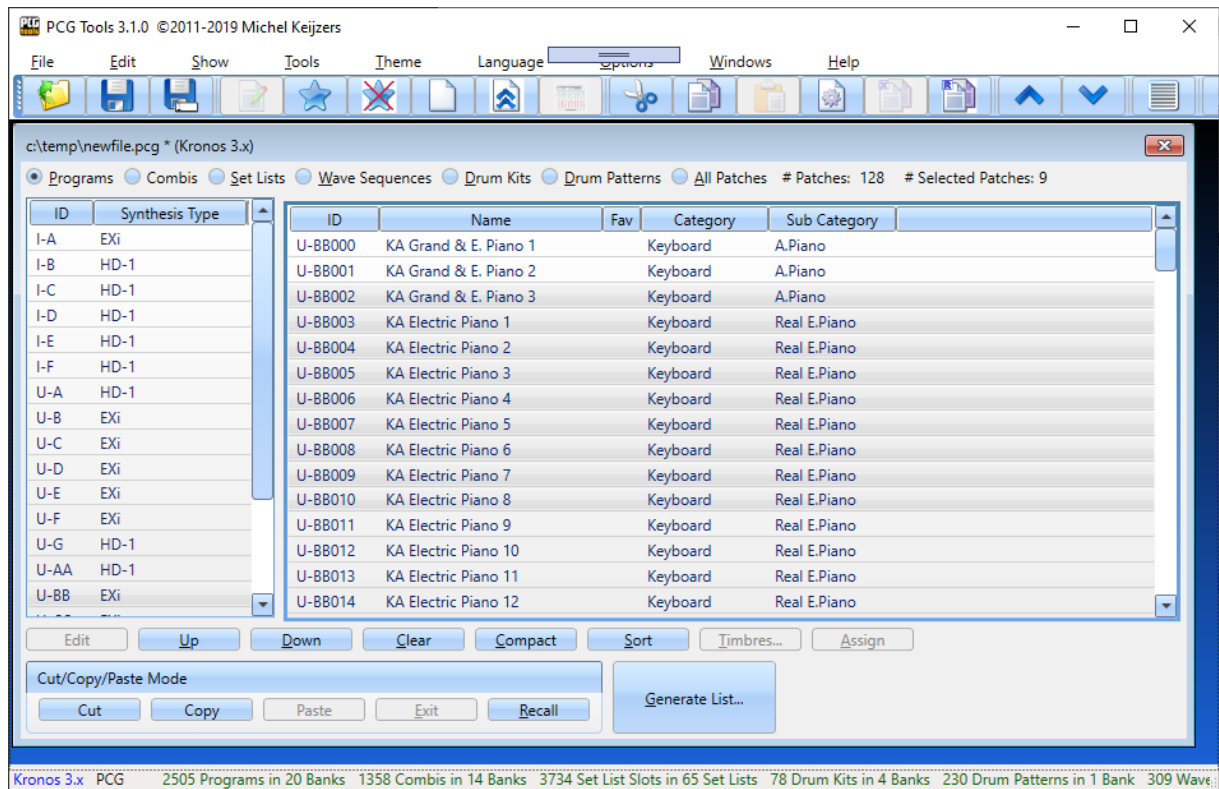 PCG Tools 3.1.0 ©2011-2019 Michel Keijzers
File Edit Show Tools Theme Language Options Windows Help
c:\temp\newfile.pcg * (Kronos 3.x)
Programs Combis Set Lists Wave Sequences Drum Kits Drum Patterns All Patches # Patches: 128 # Selected Patches: 9
ID Synthesis Type
I-A EXi
I-B HD-1
I-C HD-1
I-D HD-1
I-E HD-1
I-F HD-1
U-A HD-1
U-B EXi
U-C EXi
U-D EXi
U-E EXi
U-F EXi
U-G HD-1
U-AA HD-1
U-BB EXi
ID Name Fav Category Sub Category
U-BB000 KA Grand & E. Piano 1 Keyboard A.Piano
U-BB001 KA Grand & E. Piano 2 Keyboard A.Piano
U-BB002 KA Grand & E. Piano 3 Keyboard A.Piano
U-BB003 KA Electric Piano 1 Keyboard Real E.Piano
U-BB004 KA Electric Piano 2 Keyboard Real E.Piano
U-BB005 KA Electric Piano 3 Keyboard Real E.Piano
U-BB006 KA Electric Piano 4 Keyboard Real E.Piano
U-BB007 KA Electric Piano 5 Keyboard Real E.Piano
U-BB008 KA Electric Piano 6 Keyboard Real E.Piano
U-BB009 KA Electric Piano 7 Keyboard Real E.Piano
U-BB010 KA Electric Piano 8 Keyboard Real E.Piano
U-BB011 KA Electric Piano 9 Keyboard Real E.Piano
U-BB012 KA Electric Piano 10 Keyboard Real E.Piano
U-BB013 KA Electric Piano 11 Keyboard Real E.Piano
U-BB014 KA Electric Piano 12 Keyboard Real E.Piano
Edit Up Down Clear Compact Sort Timbres... Assign
Cut/Copy/Paste Mode
Cut Copy Paste Exit Recall
Generate List...
Kronos 3.x PCG 2505 Programs in 20 Banks 1358 Combis in 14 Banks 3734 Set List Slots in 65 Set Lists 78 Drum Kits in 4 Banks 230 Drum Patterns in 1 Bank 309 Wave